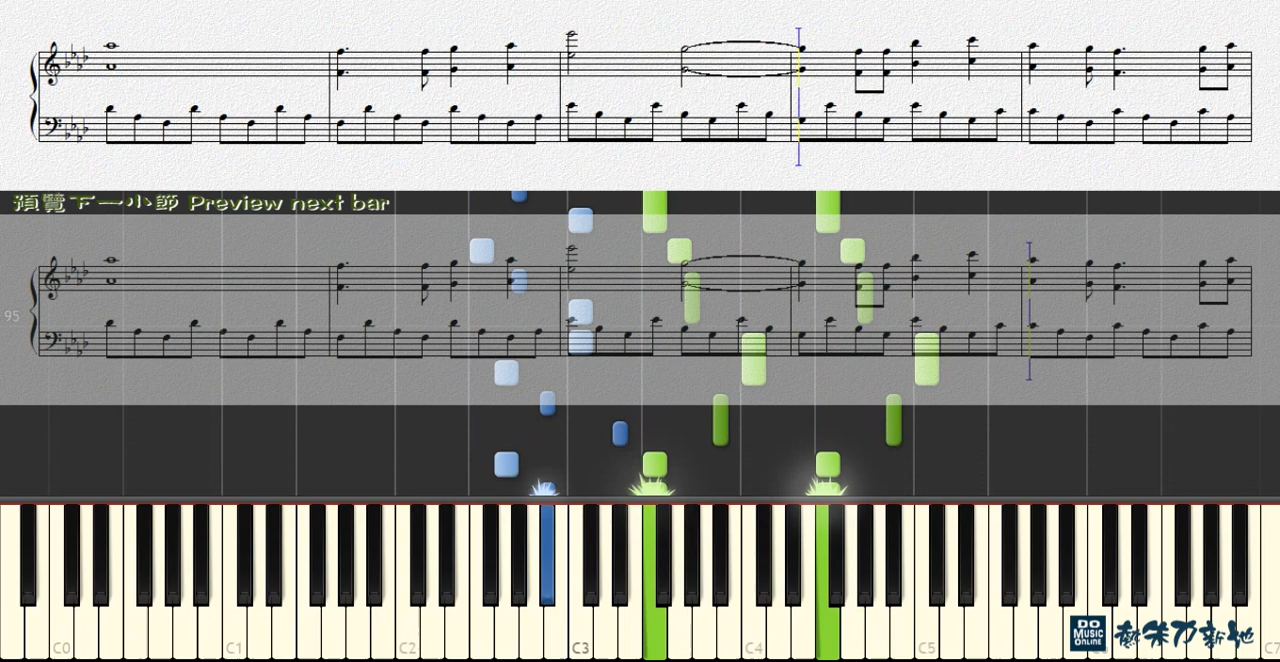 預覽下一小節 Preview next bar
95
C0 C1 C2 C3 C4 C5 C7
DO
MUSIC
ONLINE